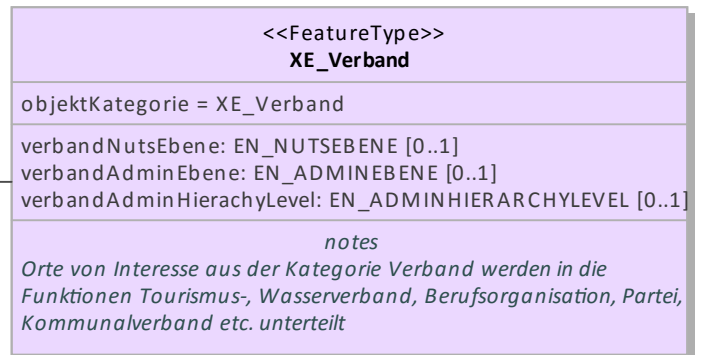 <<FeatureType>>
XE_Verband
objektKategorie = XE_Verband
verbandNutsEbene: EN_NUTSEBENE [0..1]
verbandAdminEbene: EN_ADMINEBENE [0..1]
verbandAdminHierachyLevel: EN_ADMINHIERARCHYLEVEL [0..1]
notes
Orte von Interesse aus der Kategorie Verband werden in die
Funktionen Tourismus-, Wasserverband, Berufsorganisation, Partei,
Kommunalverband etc. unterteilt